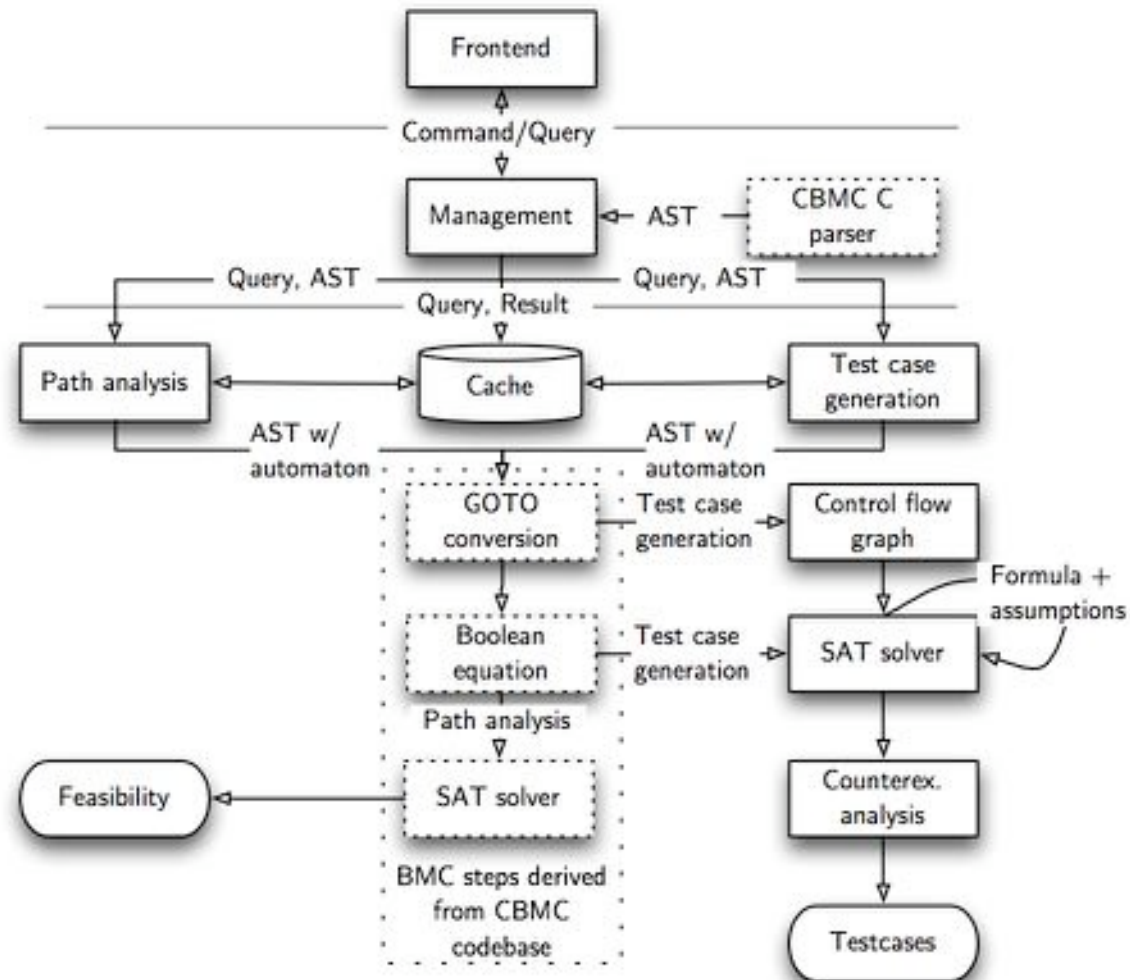 Frontend
Command/Query
Management
AST
CBMC C
parser
Query, AST
Query, AST
Query, Result
Path analysis
Cache
Test case
generation
AST w/
automaton
AST w/
automaton
GOTO
conversion
Test case
generation
Control flow
graph
Formula +
assumptions
Boolean
equation
Test case
generation
SAT solver
Path analysis
Feasibility
SAT solver
Counterex.
analysis
BMC steps derived
from CBMC
codebase
Testcases